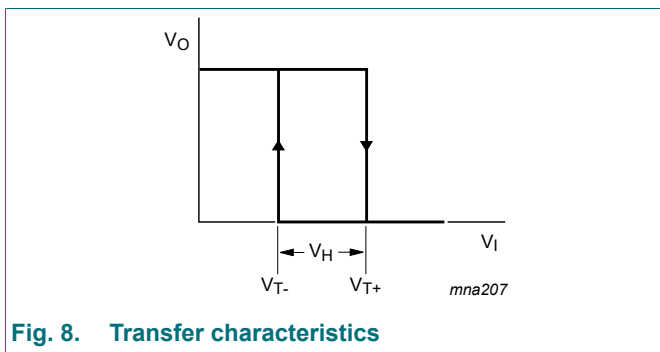 VO
VH
VI
VT-
VT+
mna207
Fig. 8. Transfer characteristics